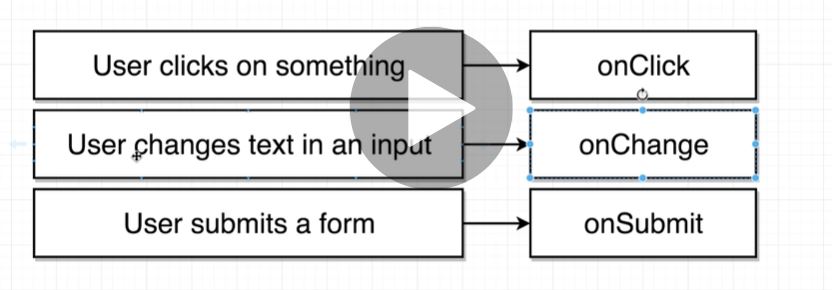 User clicks on something
onClick
User changes text in an input
onChange
User submits a form
onSubmit